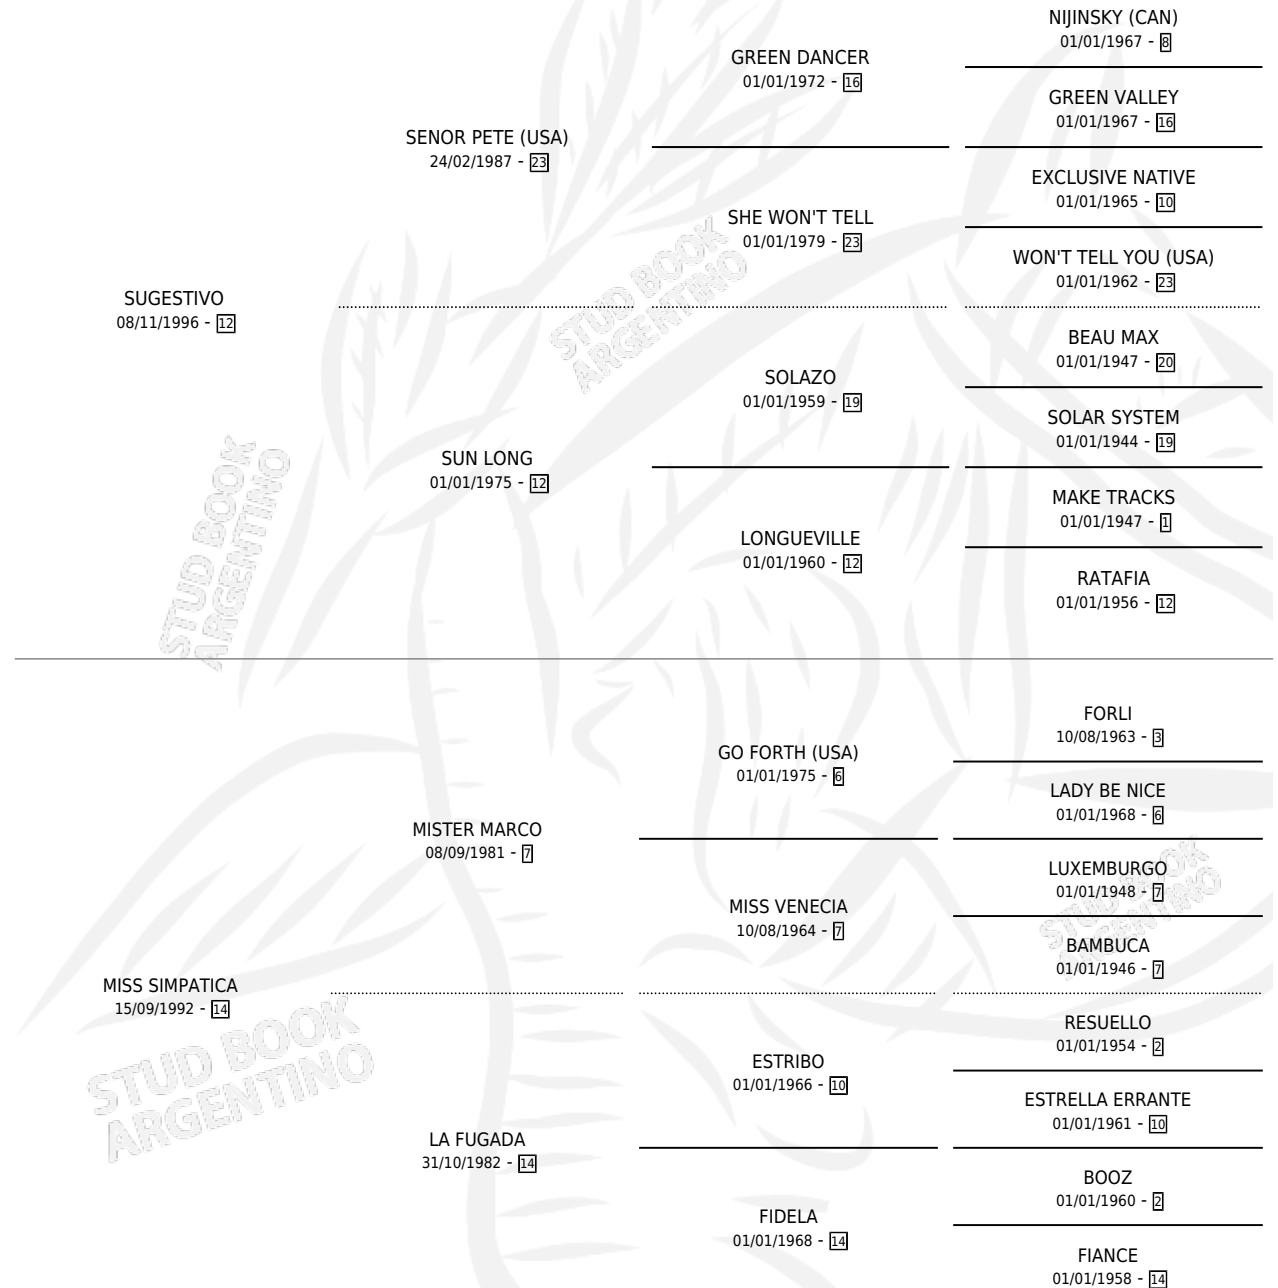 NIJINSKY (CAN)
01/01/1967 - 8
GREEN DANCER
01/01/1972 - 16
GREEN VALLEY
01/01/1967 - 16
SENOR PETE (USA)
24/02/1987 - 23
EXCLUSIVE NATIVE
01/01/1965 - 10
SHE WON'T TELL
01/01/1979 - 23
WON'T TELL YOU (USA)
01/01/1962 - 23
SUGESTIVO
08/11/1996 - 12
BEAU MAX
01/01/1947 - 20
SOLAZO
01/01/1959 - 19
SOLAR SYSTEM
01/01/1944 - 19
SUN LONG
01/01/1975 - 12
MAKE TRACKS
01/01/1947 - 1
LONGUEVILLE
01/01/1960 - 12
RATAFIA
01/01/1956 - 12
FORLI
10/08/1963 - 3
GO FORTH (USA)
01/01/1975 - 6
LADY BE NICE
01/01/1968 - 6
MISTER MARCO
08/09/1981 - 7
LUXEMBURGO
01/01/1948 - 7
MISS VENECIA
10/08/1964 - 7
BAMBUCA
01/01/1946 - 7
MISS SIMPATICA
15/09/1992 - 14
RESUELLO
01/01/1954 - 2
ESTRIBO
01/01/1966 - 10
ESTRELLA ERRANTE
01/01/1961 - 10
LA FUGADA
31/10/1982 - 14
BOOZ
01/01/1960 - 2
FIDELA
01/01/1968 - 14
FIANCE
01/01/1958 - 14
STUD BOOK
ARGENTINO
STUD BOOK
ARGENTINO
STUD BOOK
ARGENTINO
STUD BOOK
ARGENTINO